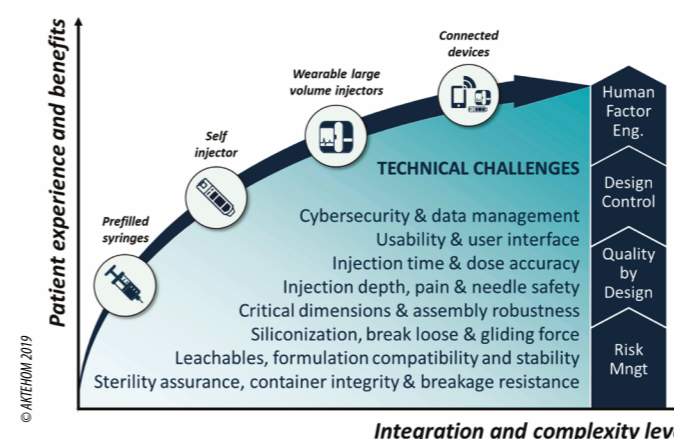 Patient experience and benefits
Connected
devices
Wearable large
volume injectors
Self
injector
Prefilled
syringes
TECHNICAL CHALLENGES
Cybersecurity & data management
Usability & user interface
Injection time & dose accuracy
Injection depth, pain & needle safety
Critical dimensions & assembly robustness
Siliconization, break loose & gliding force
Leachables, formulation compatibility and stability
Sterility assurance, container integrity & breakage resistance
Human
Factor
Eng.
Design
Control
Quality
by
Design
Risk
Mngt
© AKTEHOM 2019
Integration and complexity